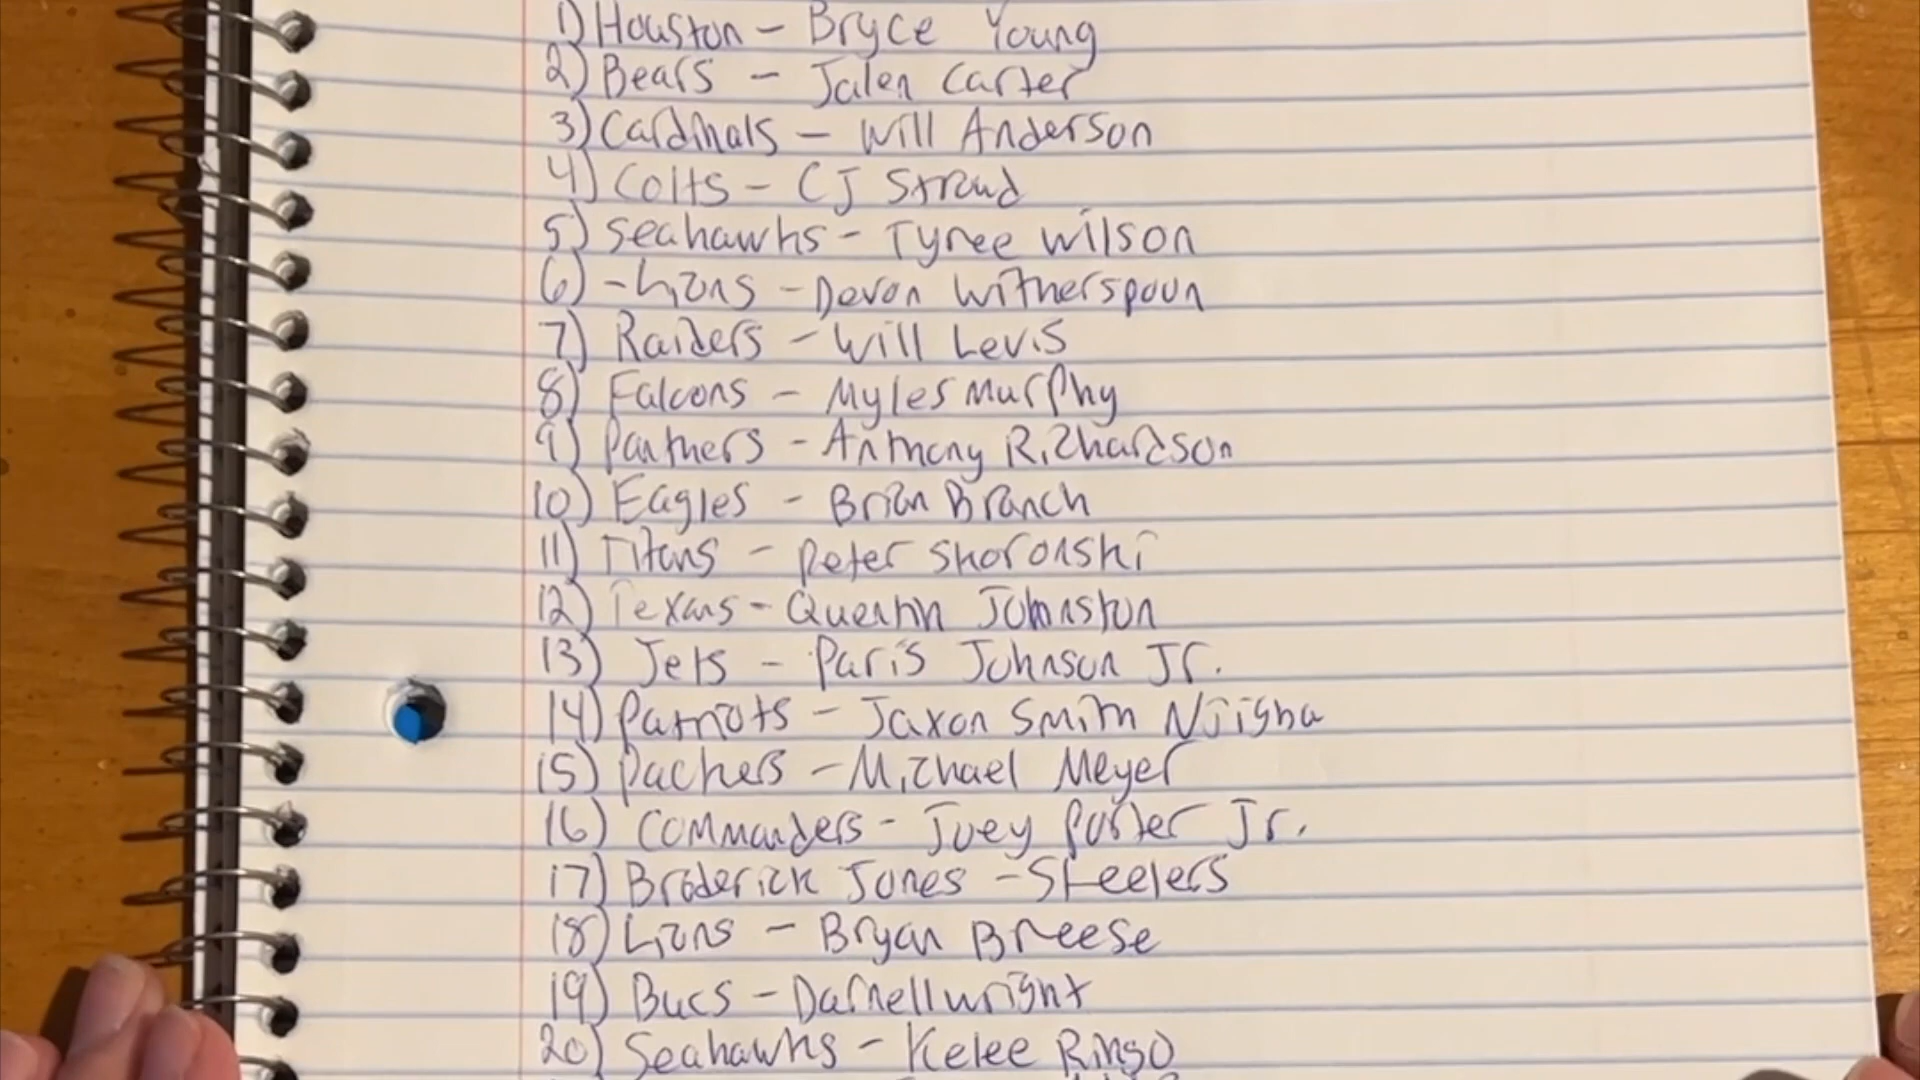 1) Houston - Bryce Young
2) Bears - Jalen Carter
3) Cardinals - Will Anderson
4) Colts - CJ Stroud
5) Seahawks - Tyree Wilson
6) - Lions - Devon Witherspoon
7) Raiders - Will Levis
8) Falcons - Myles Murphy
9) Panthers - Anthony Richardson
10) Eagles - Brian Branch
11) Titans - Peter Skoronski
12) Texans - Quentin Johnston
13) Jets - Paris Johnson Jr.
14) Patriots - Jaxon Smith Njigba
15) Packers - Michael Meyer
16) Commanders - Joey Porter Jr.
17) Broderick Jones - Steelers
18) Lions - Bryan Breese
19) Bucs - Darnell Wright
20) Seahawks - Kelee Ringo